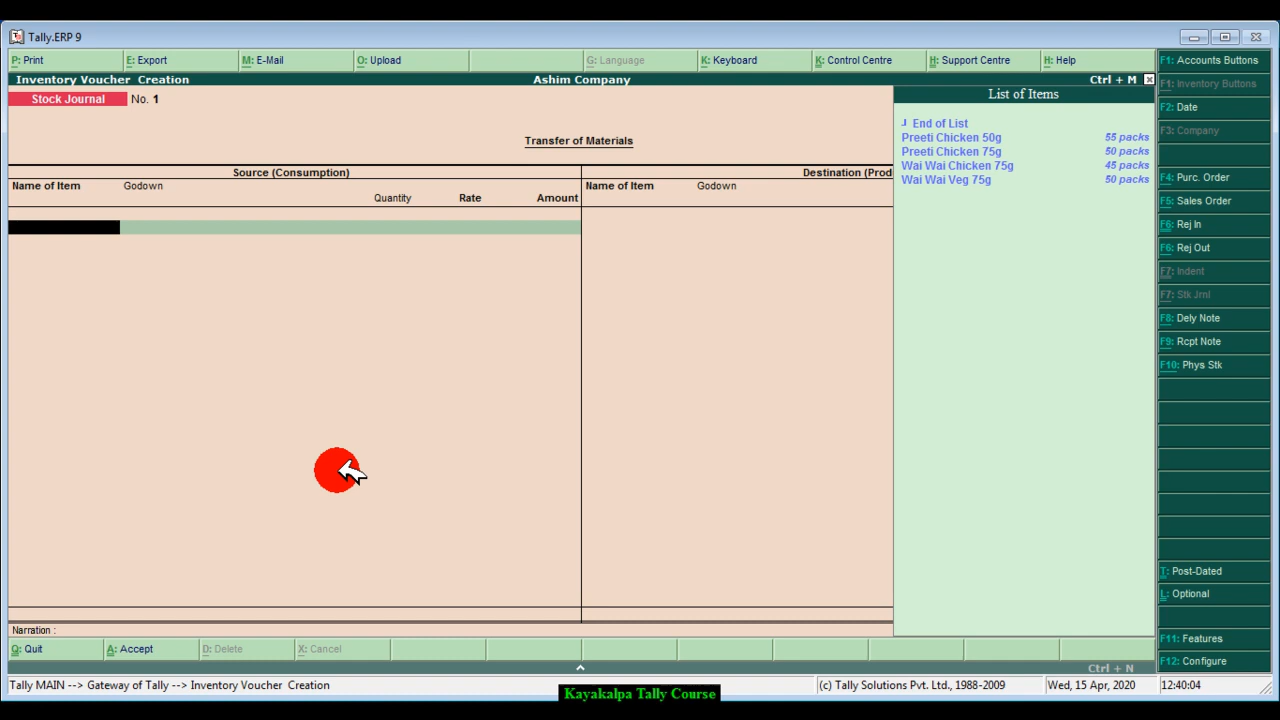 Tally.ERP 9
P: Print E: Export M: E-Mail O: Upload G: Language K: Keyboard K: Control Centre H: Support Centre H: Help
Inventory Voucher Creation Ashim Company Ctrl + M
Stock Journal No. 1
Transfer of Materials
Source (Consumption) Destination (Prod
Name of Item Godown Name of Item Godown
Quantity Rate Amount
List of Items
End of List
Preeti Chicken 50g 55 packs
Preeti Chicken 75g 50 packs
Wai Wai Chicken 75g 45 packs
Wai Wai Veg 75g 50 packs
F1: Accounts Buttons
F1: Inventory Buttons
F2: Date
F3: Company
F4: Purc. Order
F5: Sales Order
F6: Rej In
F6: Rej Out
F7: Indent
F7: Stk Jrnl
F8: Dely Note
F9: Rcpt Note
F10: Phys Stk
T: Post-Dated
L: Optional
F11: Features
F12: Configure
Narration :
Q: Quit A: Accept D: Delete X: Cancel
Ctrl + N
Tally MAIN --> Gateway of Tally --> Inventory Voucher Creation (c) Tally Solutions Pvt. Ltd., 1988-2009 Wed, 15 Apr, 2020 12:40:04
Kayakalpa Tally Course